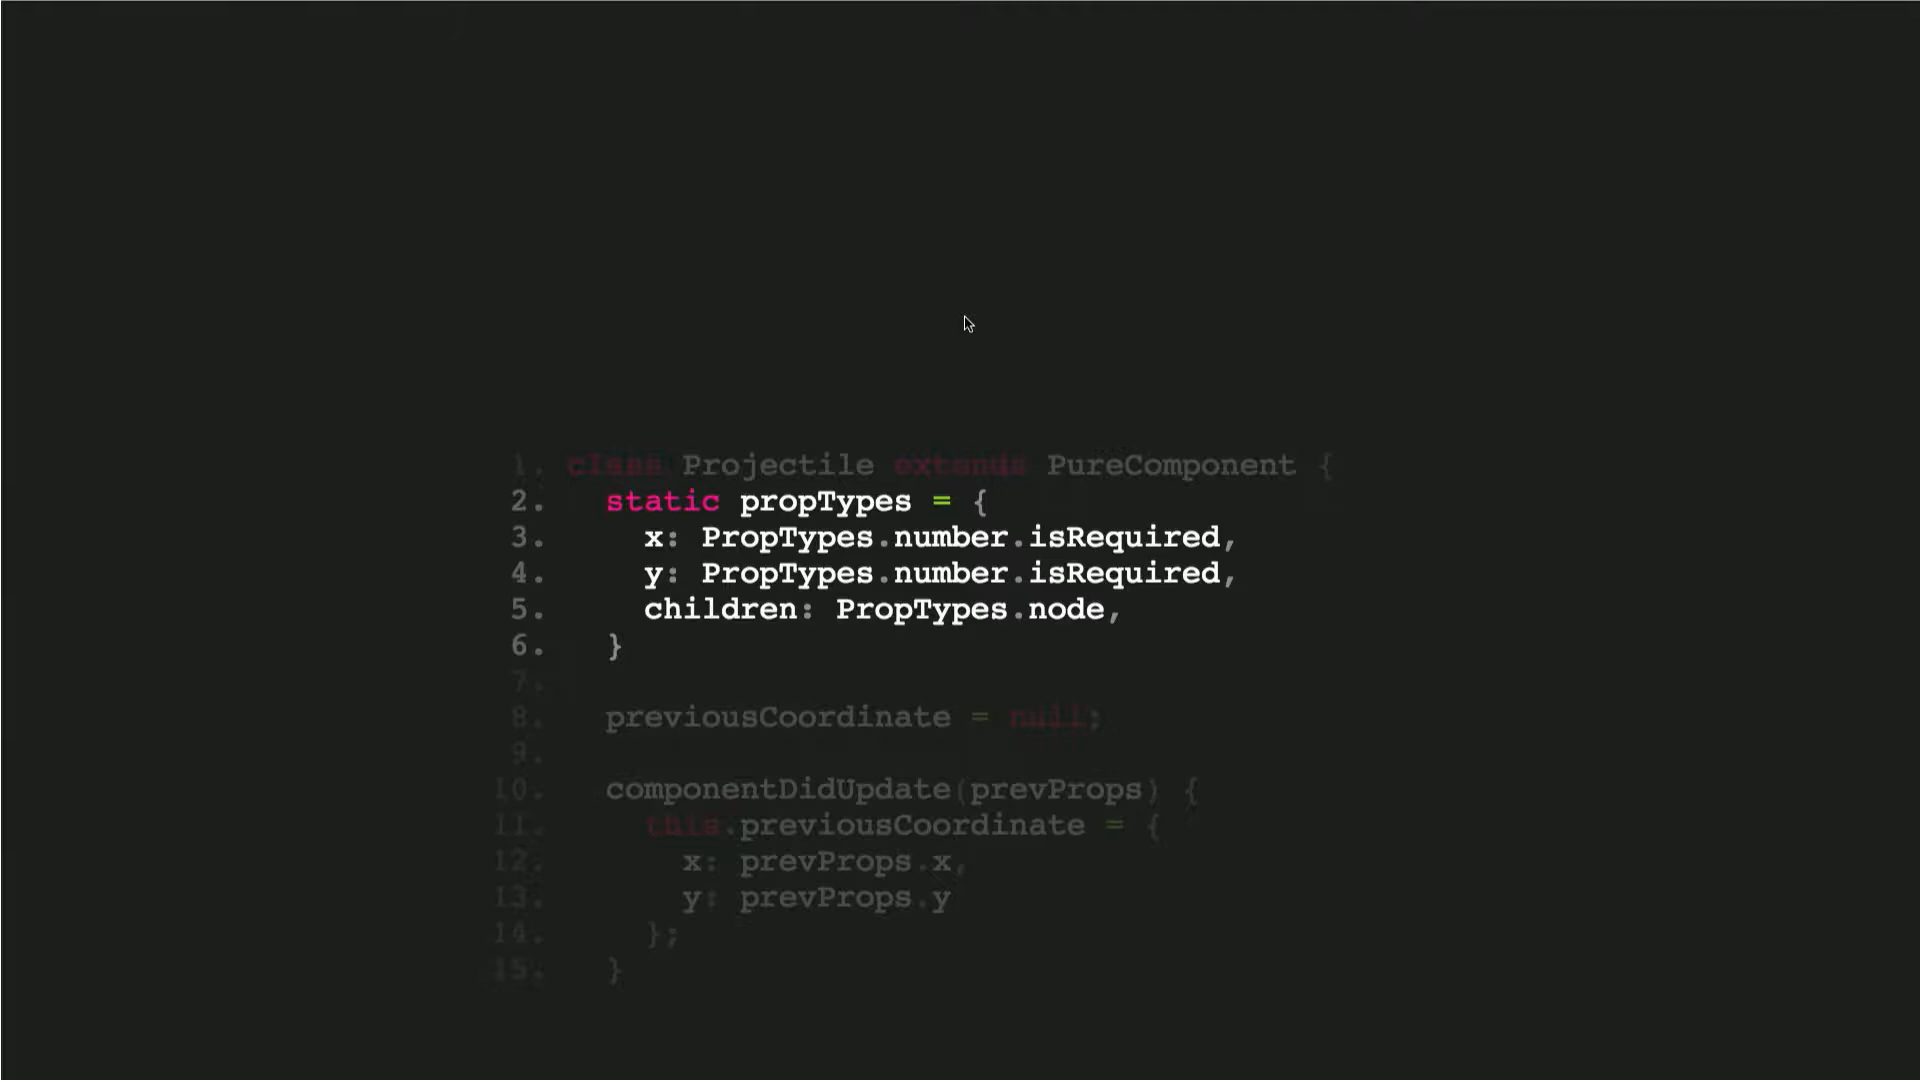 1. class Projectile extends PureComponent {
2. static propTypes = {
3. x: PropTypes.number.isRequired,
4. y: PropTypes.number.isRequired,
5. children: PropTypes.node,
6. }
7.
8. previousCoordinate = null;
9.
10. componentDidUpdate(prevProps) {
11. this.previousCoordinate = {
12. x: prevProps.x,
13. y: prevProps.y
14. };
15. }